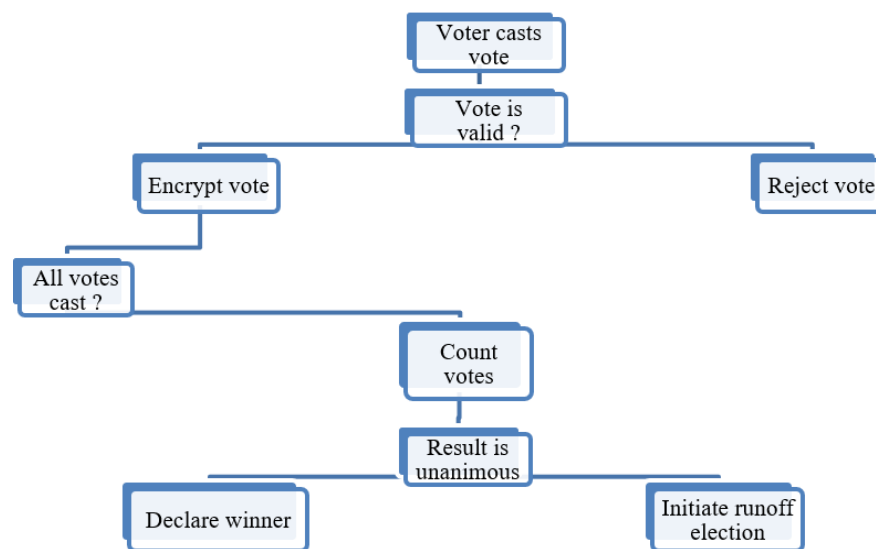 Voter casts
vote
Vote is
valid ?
Encrypt vote
Reject vote
All votes
cast ?
Count
votes
Result is
unanimous
Declare winner
Initiate runoff
election